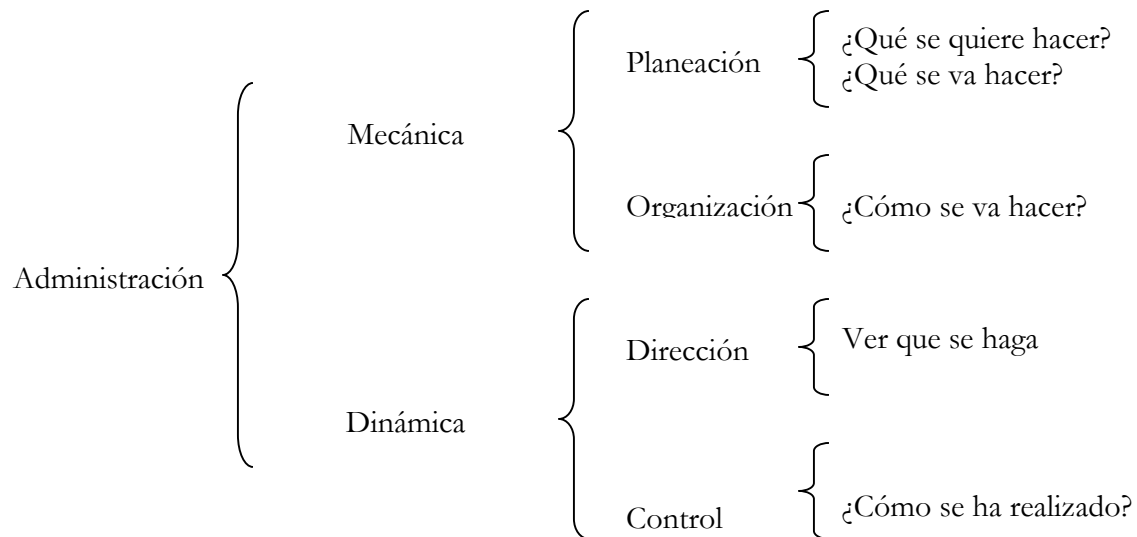 Planeación
¿Qué se quiere hacer?
¿Qué se va hacer?
Mecánica
Organización
¿Cómo se va hacer?
Administración
Dirección
Ver que se haga
Dinámica
Control
¿Cómo se ha realizado?